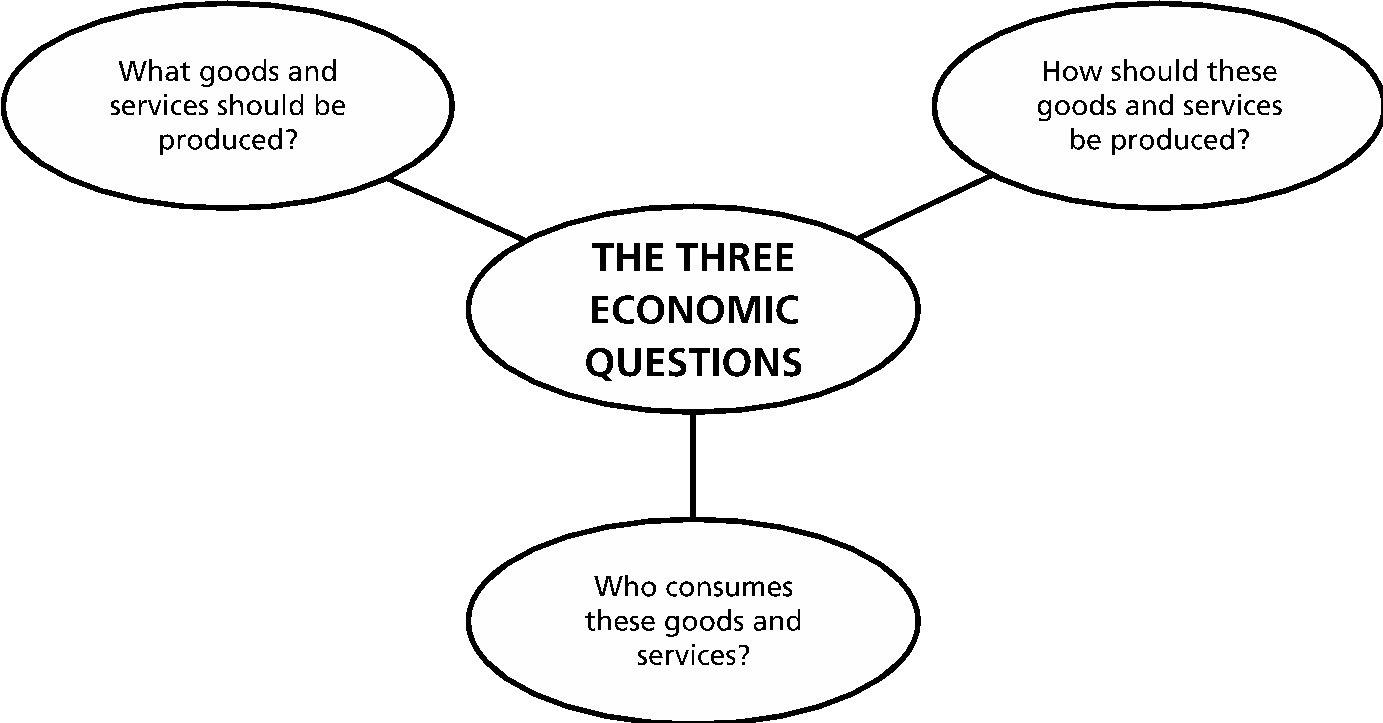 What goods and
services should be
produced?
How should these
goods and services
be produced?
THE THREE
ECONOMIC
QUESTIONS
Who consumes
these goods and
services?